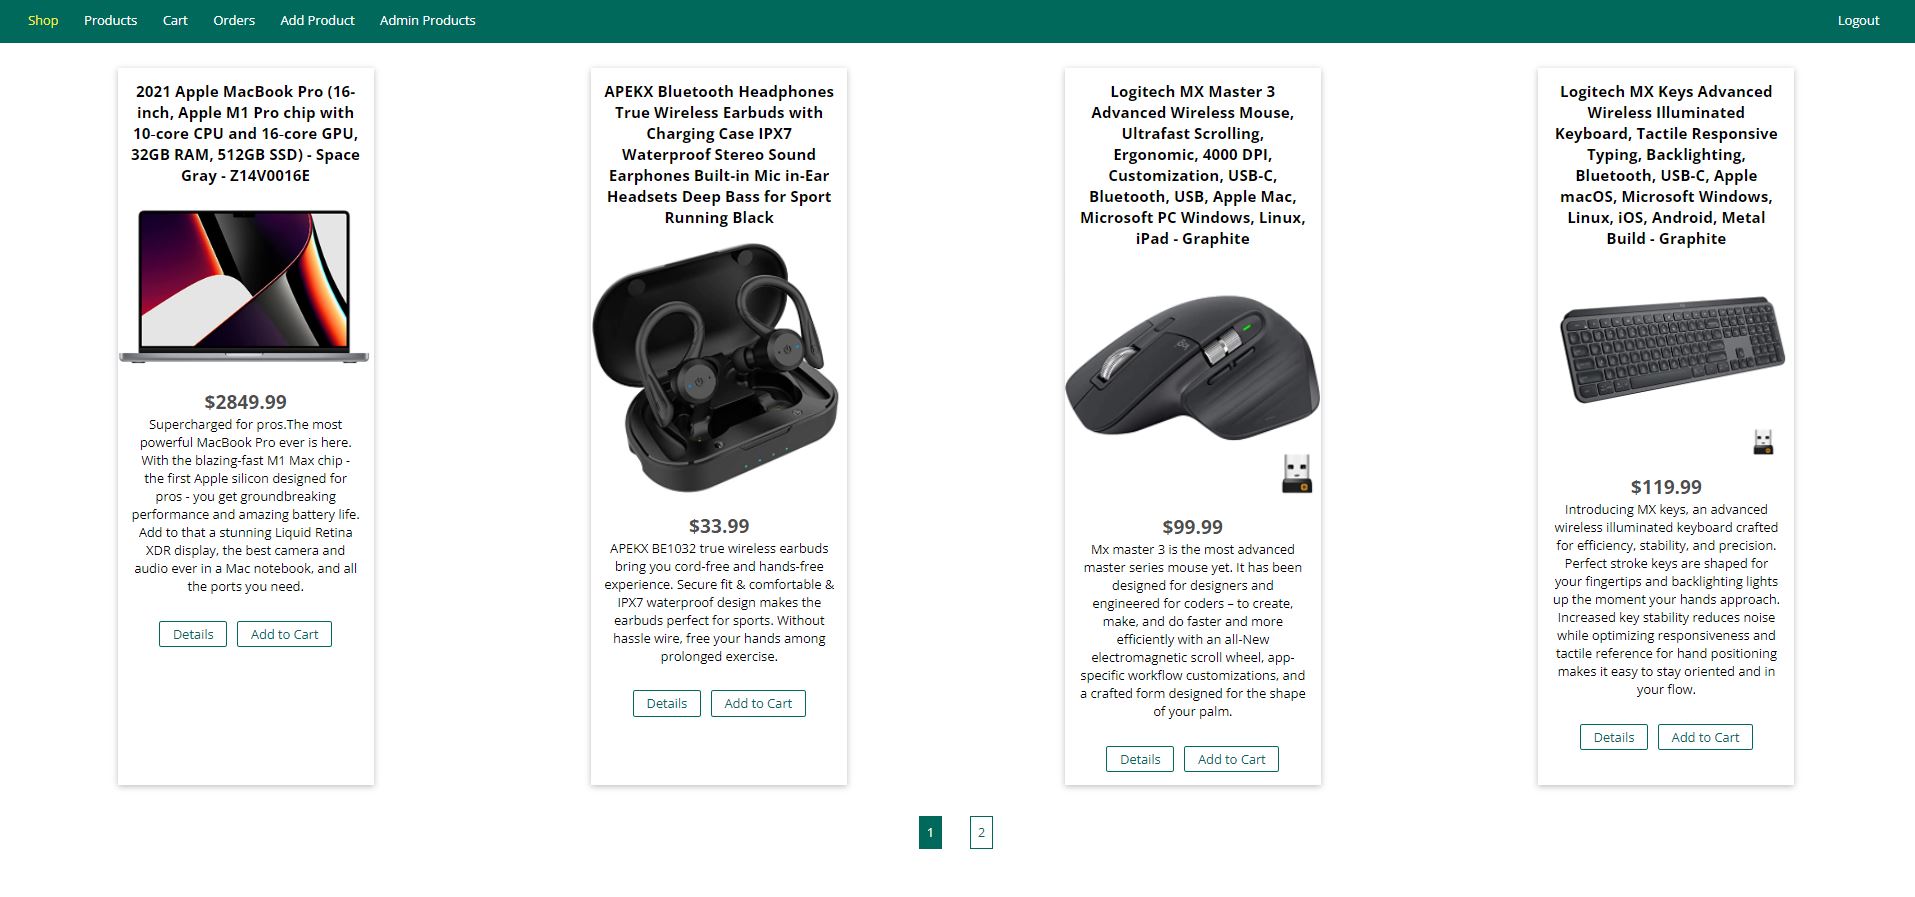 Shop Products Cart Orders Add Product Admin Products Logout
2021 Apple MacBook Pro (16-
inch, Apple M1 Pro chip with
10‑core CPU and 16‑core GPU,
32GB RAM, 512GB SSD) - Space
Gray - Z14V0016E
$2849.99
Supercharged for pros.The most
powerful MacBook Pro ever is here.
With the blazing-fast M1 Max chip -
the first Apple silicon designed for
pros - you get groundbreaking
performance and amazing battery life.
Add to that a stunning Liquid Retina
XDR display, the best camera and
audio ever in a Mac notebook, and all
the ports you need.
Details Add to Cart
APEKX Bluetooth Headphones
True Wireless Earbuds with
Charging Case IPX7
Waterproof Stereo Sound
Earphones Built-in Mic in-Ear
Headsets Deep Bass for Sport
Running Black
$33.99
APEKX BE1032 true wireless earbuds
bring you cord-free and hands-free
experience. Secure fit & comfortable &
IPX7 waterproof design makes the
earbuds perfect for sports. Without
hassle wire, free your hands among
prolonged exercise.
Details Add to Cart
Logitech MX Master 3
Advanced Wireless Mouse,
Ultrafast Scrolling,
Ergonomic, 4000 DPI,
Customization, USB-C,
Bluetooth, USB, Apple Mac,
Microsoft PC Windows, Linux,
iPad - Graphite
$99.99
Mx master 3 is the most advanced
master series mouse yet. It has been
designed for designers and
engineered for coders – to create,
make, and do faster and more
efficiently with an all-New
electromagnetic scroll wheel, app-
specific workflow customizations, and
a crafted form designed for the shape
of your palm.
Details Add to Cart
Logitech MX Keys Advanced
Wireless Illuminated
Keyboard, Tactile Responsive
Typing, Backlighting,
Bluetooth, USB-C, Apple
macOS, Microsoft Windows,
Linux, iOS, Android, Metal
Build - Graphite
$119.99
Introducing MX keys, an advanced
wireless illuminated keyboard crafted
for efficiency, stability, and precision.
Perfect stroke keys are shaped for
your fingertips and backlighting lights
up the moment your hands approach.
Increased key stability reduces noise
while optimizing responsiveness and
tactile reference for hand positioning
makes it easy to stay oriented and in
your flow.
Details Add to Cart
1 2